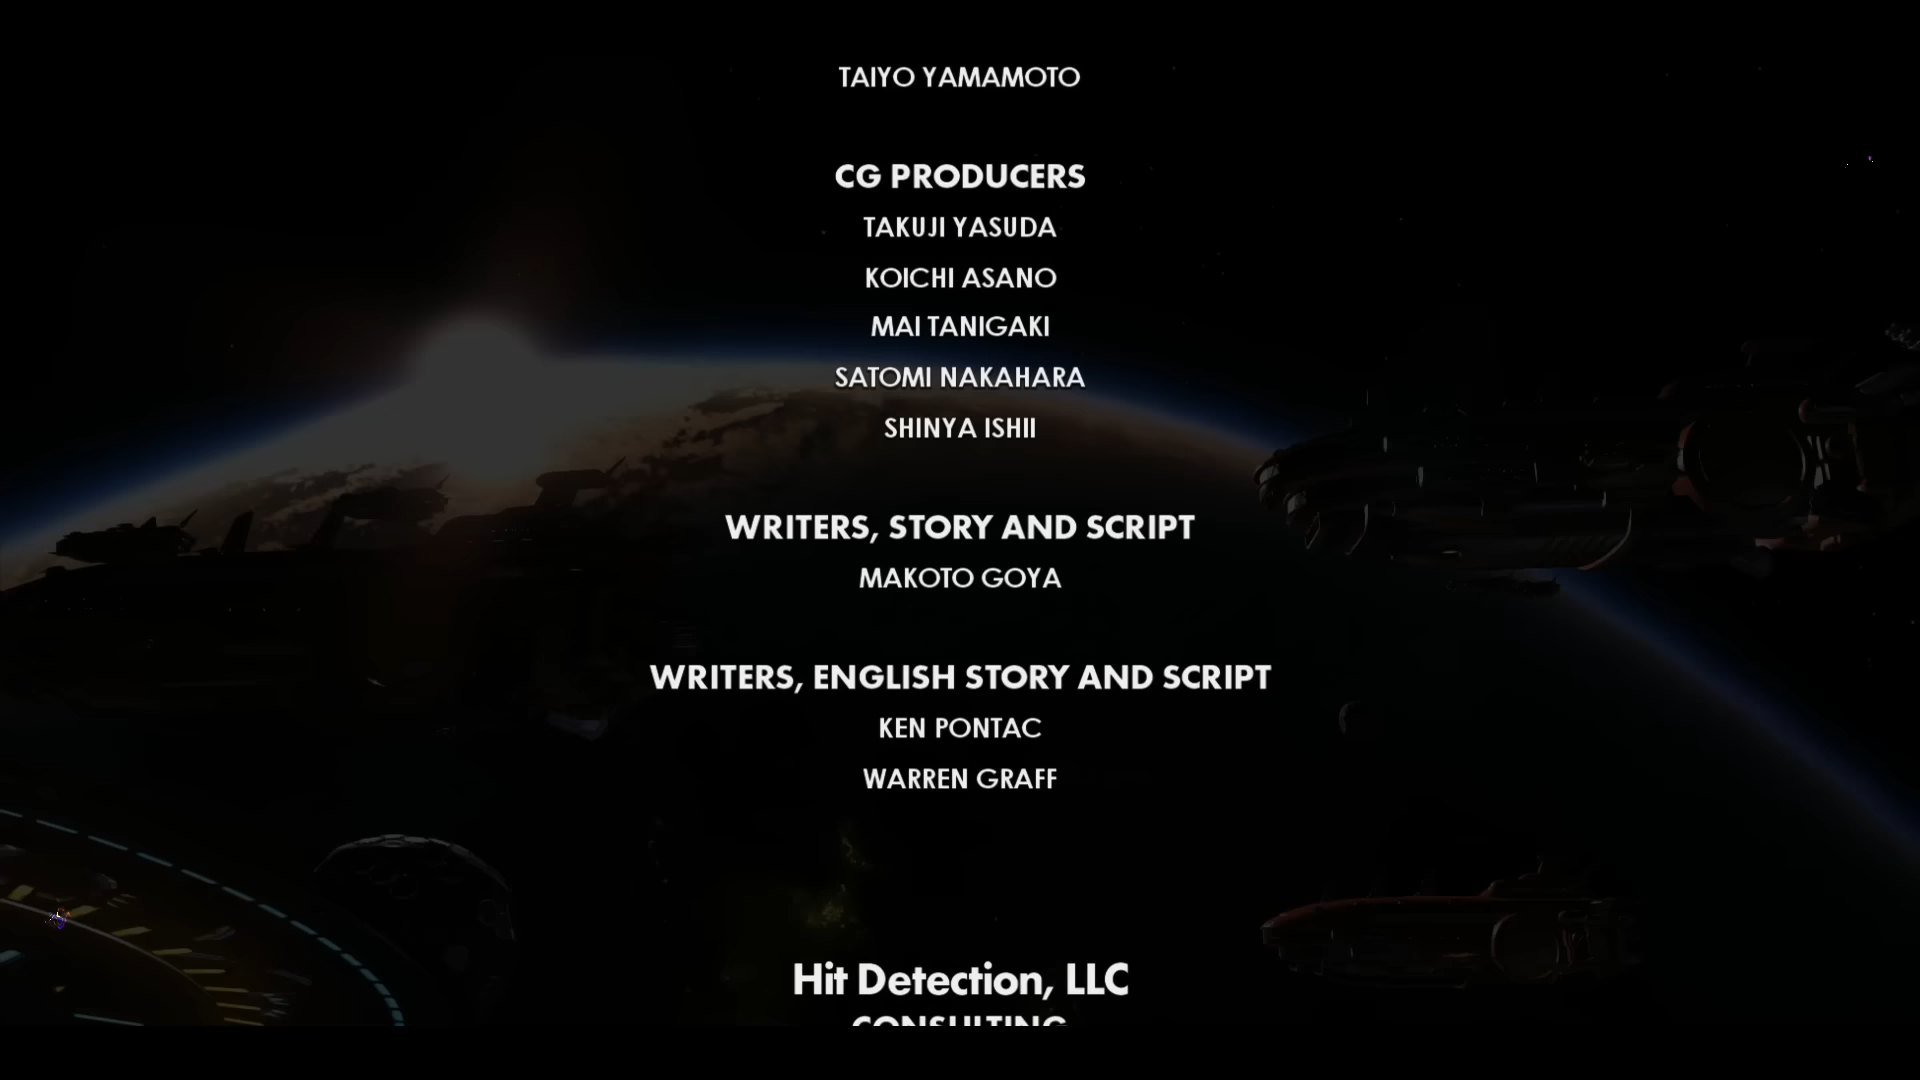 TAIYO YAMAMOTO
CG PRODUCERS
TAKUJI YASUDA
KOICHI ASANO
MAI TANIGAKI
SATOMI NAKAHARA
SHINYA ISHII
WRITERS, STORY AND SCRIPT
MAKOTO GOYA
WRITERS, ENGLISH STORY AND SCRIPT
KEN PONTAC
WARREN GRAFF
Hit Detection, LLC
CONSULTING